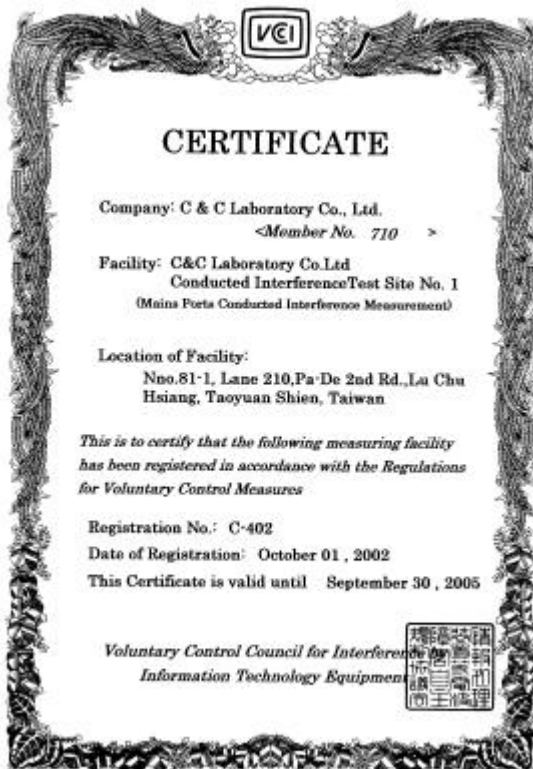 VCCI
CERTIFICATE
Company: C & C Laboratory Co., Ltd.
<Member No. 710 >
Facility: C&C Laboratory Co.Ltd
Conducted InterferenceTest Site No. 1
(Mains Ports Conducted Interference Measurement)
Location of Facility:
Nno.81-1, Lane 210,Pa-De 2nd Rd.,Lu Chu
Hsiang, Taoyuan Shien, Taiwan
This is to certify that the following measuring facility
has been registered in accordance with the Regulations
for Voluntary Control Measures
Registration No.: C-402
Date of Registration: October 01 , 2002
This Certificate is valid until September 30 , 2005
Voluntary Control Council for Interference
Information Technology Equipment